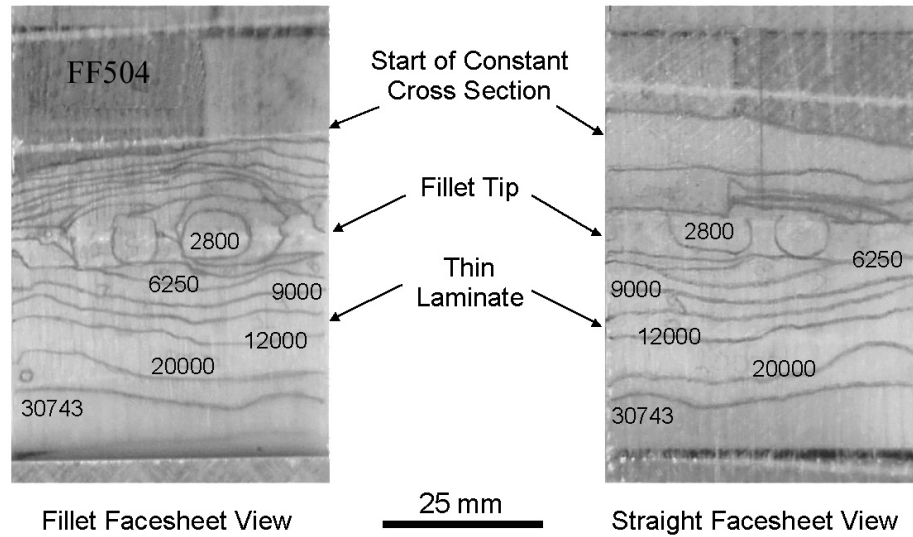 FF504
Start of Constant
Cross Section
Fillet Tip
Thin
Laminate
2800
6250
9000
12000
20000
30743
2800
6250
9000
12000
20000
30743
Fillet Facesheet View
25 mm
Straight Facesheet View